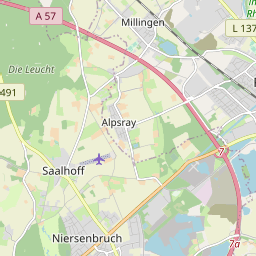 A 57
Millingen
L 137
Die Leucht
491
Alpsray
7
Saalhoff
Niersenbruch
7a